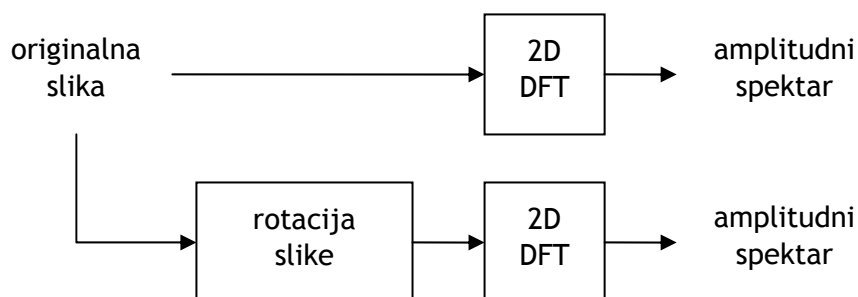 originalna
slika
2D
DFT
amplitudni
spektar
rotacija
slike
2D
DFT
amplitudni
spektar